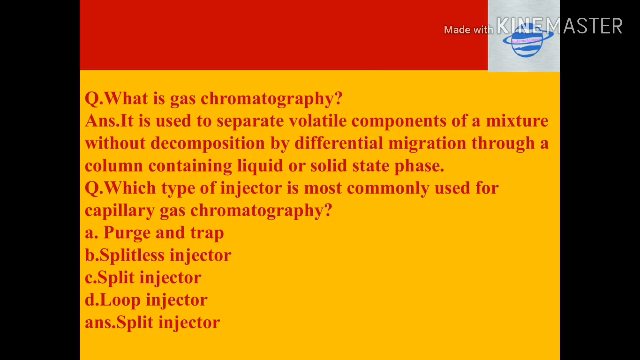 Made with KINEMASTER
Q.What is gas chromatography?
Ans.It is used to separate volatile components of a mixture
without decomposition by differential migration through a
column containing liquid or solid state phase.
Q.Which type of injector is most commonly used for
capillary gas chromatography?
a. Purge and trap
b.Splitless injector
c.Split injector
d.Loop injector
ans.Split injector